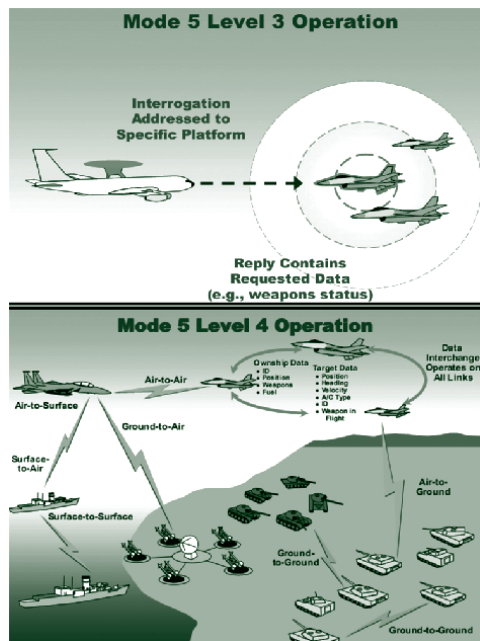 Mode 5 Level 3 Operation
Interrogation
Addressed to
Specific Platform
Reply Contains
Requested Data
(e.g., weapons status)
Mode 5 Level 4 Operation
Air-to-Air
Ownship Data
• ID
• Position
• Weapons
• Fuel
Target Data
• Position
• Heading
• Velocity
• A/C Type
• ID
• Weapon in
Flight
Data
Interchange
Operates on
All Links
Air-to-Surface
Ground-to-Air
Surface-
to-Air
Surface-to-Surface
Air-to-
Ground
Ground-
to-Ground
Ground-to-Ground